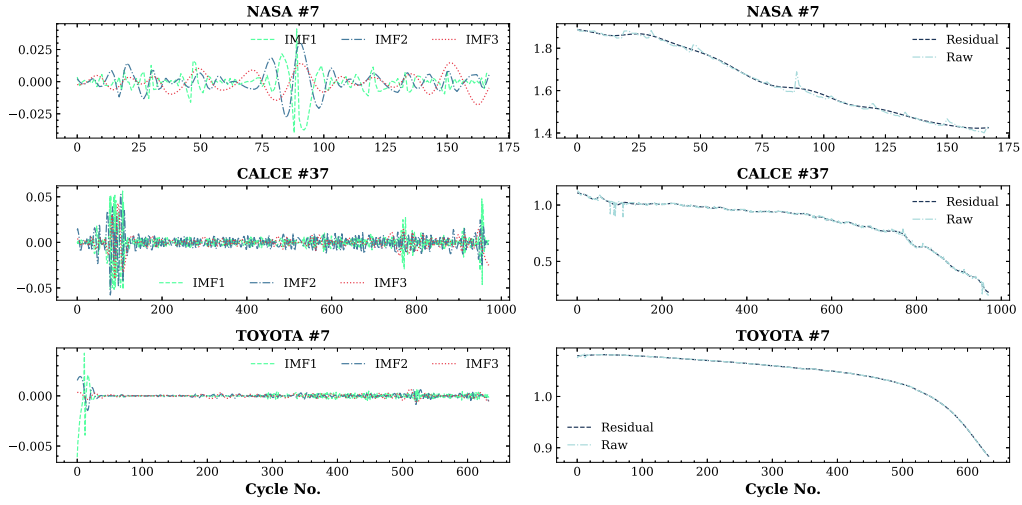 NASA #7
NASA #7
IMF1 IMF2 IMF3
Residual
Raw
0.025
0.000
−0.025
1.8
1.6
1.4
0 25 50 75 100 125 150 175
0 25 50 75 100 125 150 175
CALCE #37
CALCE #37
0.05
0.00
−0.05
IMF1 IMF2 IMF3
1.0
0.5
Residual
Raw
0 200 400 600 800 1000
0 200 400 600 800 1000
TOYOTA #7
TOYOTA #7
IMF1 IMF2 IMF3
0.000
−0.005
1.0
0.9
Residual
Raw
0 100 200 300 400 500 600
0 100 200 300 400 500 600
Cycle No.
Cycle No.